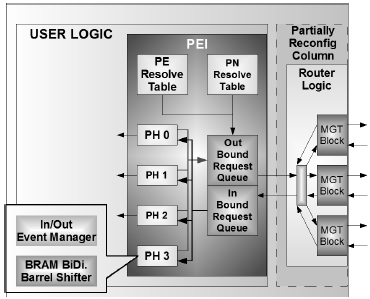 USER LOGIC
PEI
PE
Resolve
Table
PN
Resolve
Table
PH 0
PH 1
PH 2
PH 3
Out
Bound
Request
Queue
In
Bound
Request
Queue
In/Out
Event Manager
BRAM BiDi.
Barrel Shifter
Partially
Reconfig
Column
Router
Logic
MGT
Block
MGT
Block
MGT
Block